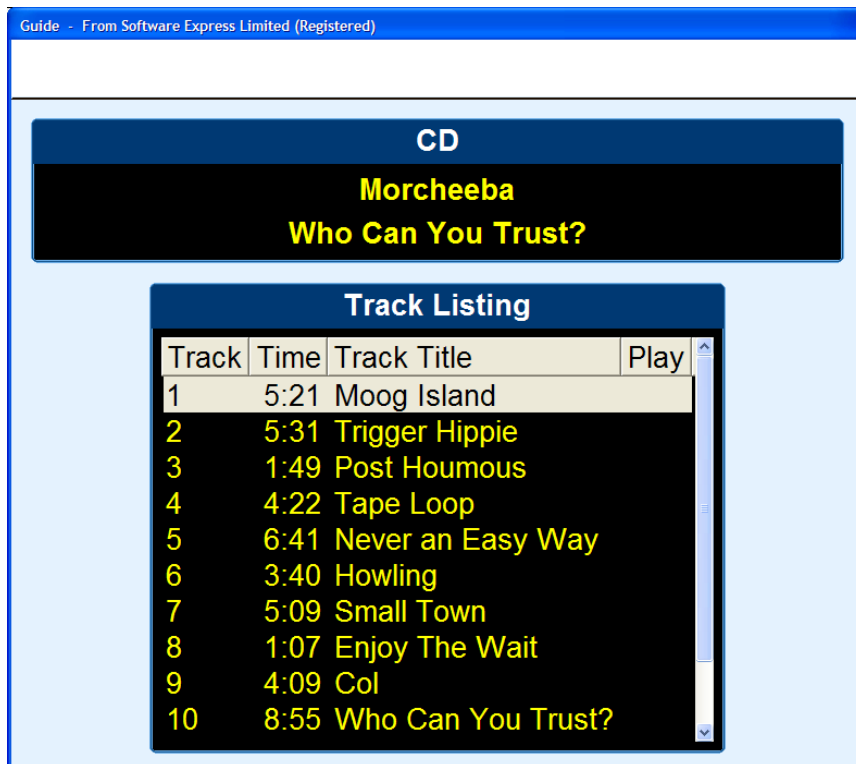 Guide - From Software Express Limited (Registered)
CD
Morcheeba
Who Can You Trust?
Track Listing
Track Time Track Title Play
1 5:21 Moog Island
2 5:31 Trigger Hippie
3 1:49 Post Houmous
4 4:22 Tape Loop
5 6:41 Never an Easy Way
6 3:40 Howling
7 5:09 Small Town
8 1:07 Enjoy The Wait
9 4:09 Col
10 8:55 Who Can You Trust?